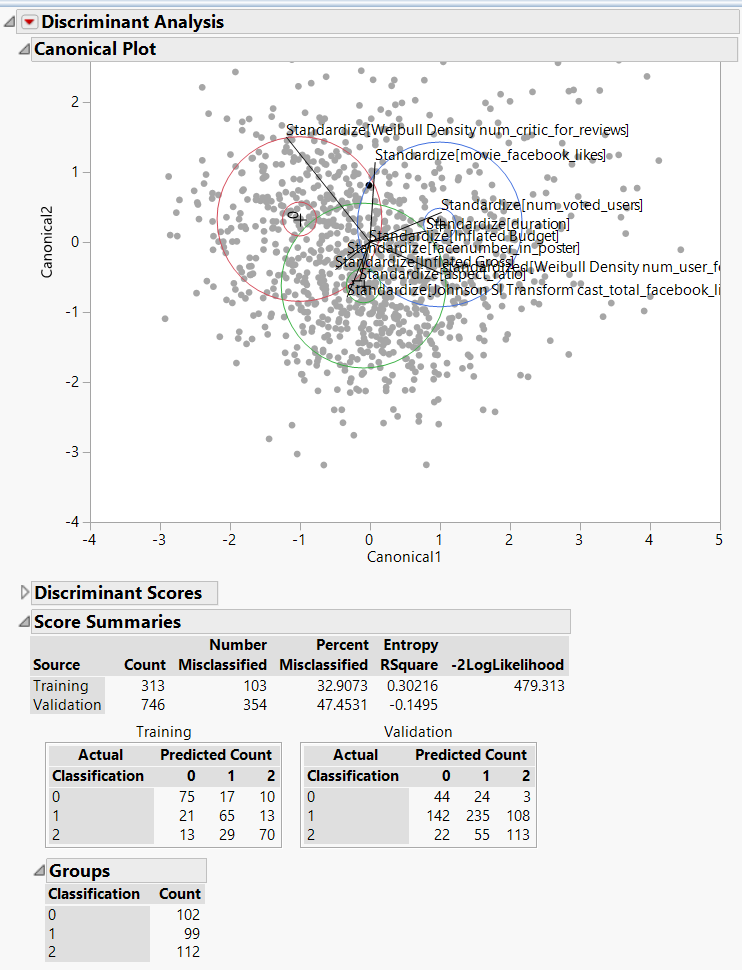 Discriminant Analysis
Canonical Plot
Standardize[Weibull Density num_critic_for_reviews]
Standardize[movie_facebook_likes]
Standardize[num_voted_users]
Standardize[duration]
Standardize[Inflated Budget]
Standardize[facenumber_in_poster]
Standardize[Inflated Gross]
Standardized[Weibull Density num_user_fo
Standardize[aspect_ratio]
Standardize[Johnson Sl Transform cast_total_facebook_li
Canonical2
2
1
0
-1
-2
-3
-4
-4 -3 -2 -1 0 1 2 3 4 5
Canonical1
Discriminant Scores
Score Summaries
Number Percent Entropy
Source Count Misclassified Misclassified RSquare -2LogLikelihood
Training 313 103 32.9073 0.30216 479.313
Validation 746 354 47.4531 -0.1495
Training Validation
Actual Predicted Count Actual Predicted Count
Classification 0 1 2 Classification 0 1 2
0 75 17 10 0 44 24 3
1 21 65 13 1 142 235 108
2 13 29 70 2 22 55 113
Groups
Classification Count
0 102
1 99
2 112